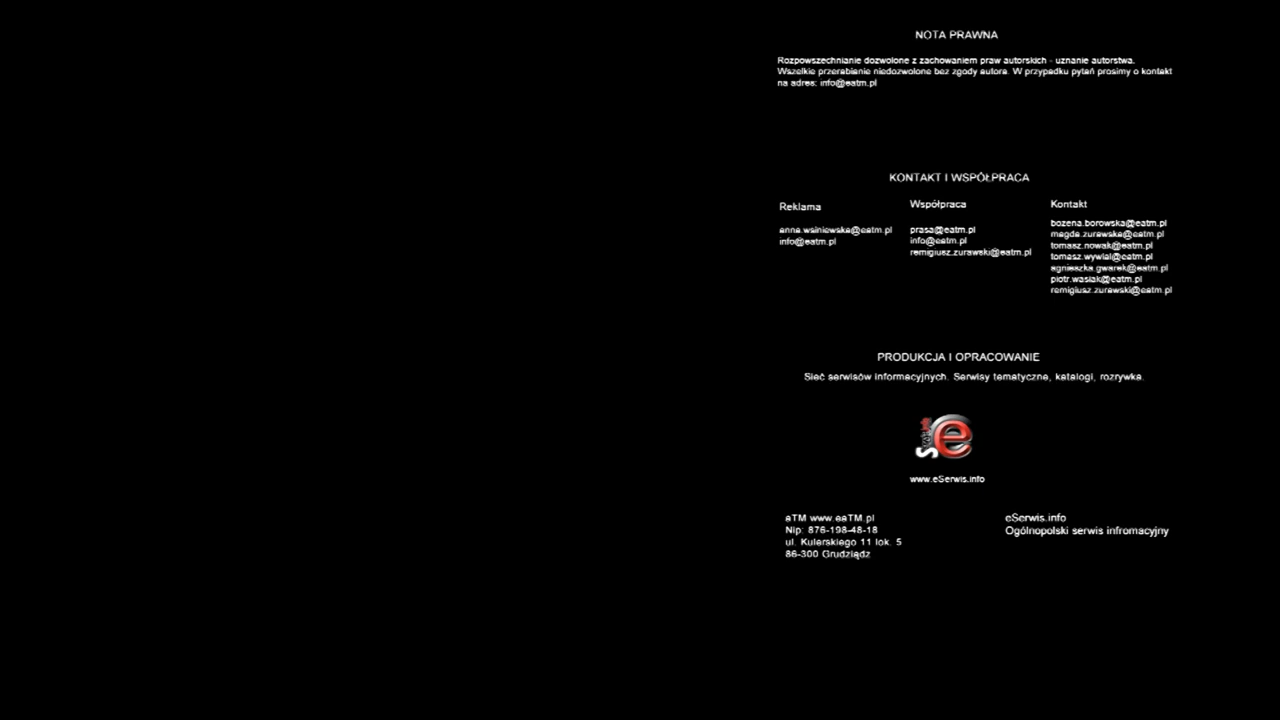 NOTA PRAWNA
Rozpowszechnianie dozwolone z zachowaniem praw autorskich - uznanie autorstwa.
Wszelkie przerabianie niedozwolone bez zgody autora. W przypadku pytań prosimy o kontakt
na adres: info@eatm.pl
KONTAKT I WSPÓŁPRACA
Reklama
anna.wsiniewska@eatm.pl
info@eatm.pl
Współpraca
prasa@eatm.pl
info@eatm.pl
remigiusz.zurawski@eatm.pl
Kontakt
bozena.borowska@eatm.pl
magda.zurawska@eatm.pl
tomasz.nowak@eatm.pl
tomasz.wywial@eatm.pl
agnieszka.gwarek@eatm.pl
piotr.wasiak@eatm.pl
remigiusz.zurawski@eatm.pl
PRODUKCJA I OPRACOWANIE
Sieć serwisów informacyjnych. Serwisy tematyczne, katalogi, rozrywka.
e
www.eSerwis.info
aTM www.eaTM.pl
Nip: 876-198-48-18
ul. Kulerskiego 11 lok. 5
86-300 Grudziądz
eSerwis.info
Ogólnopolski serwis infromacyjny